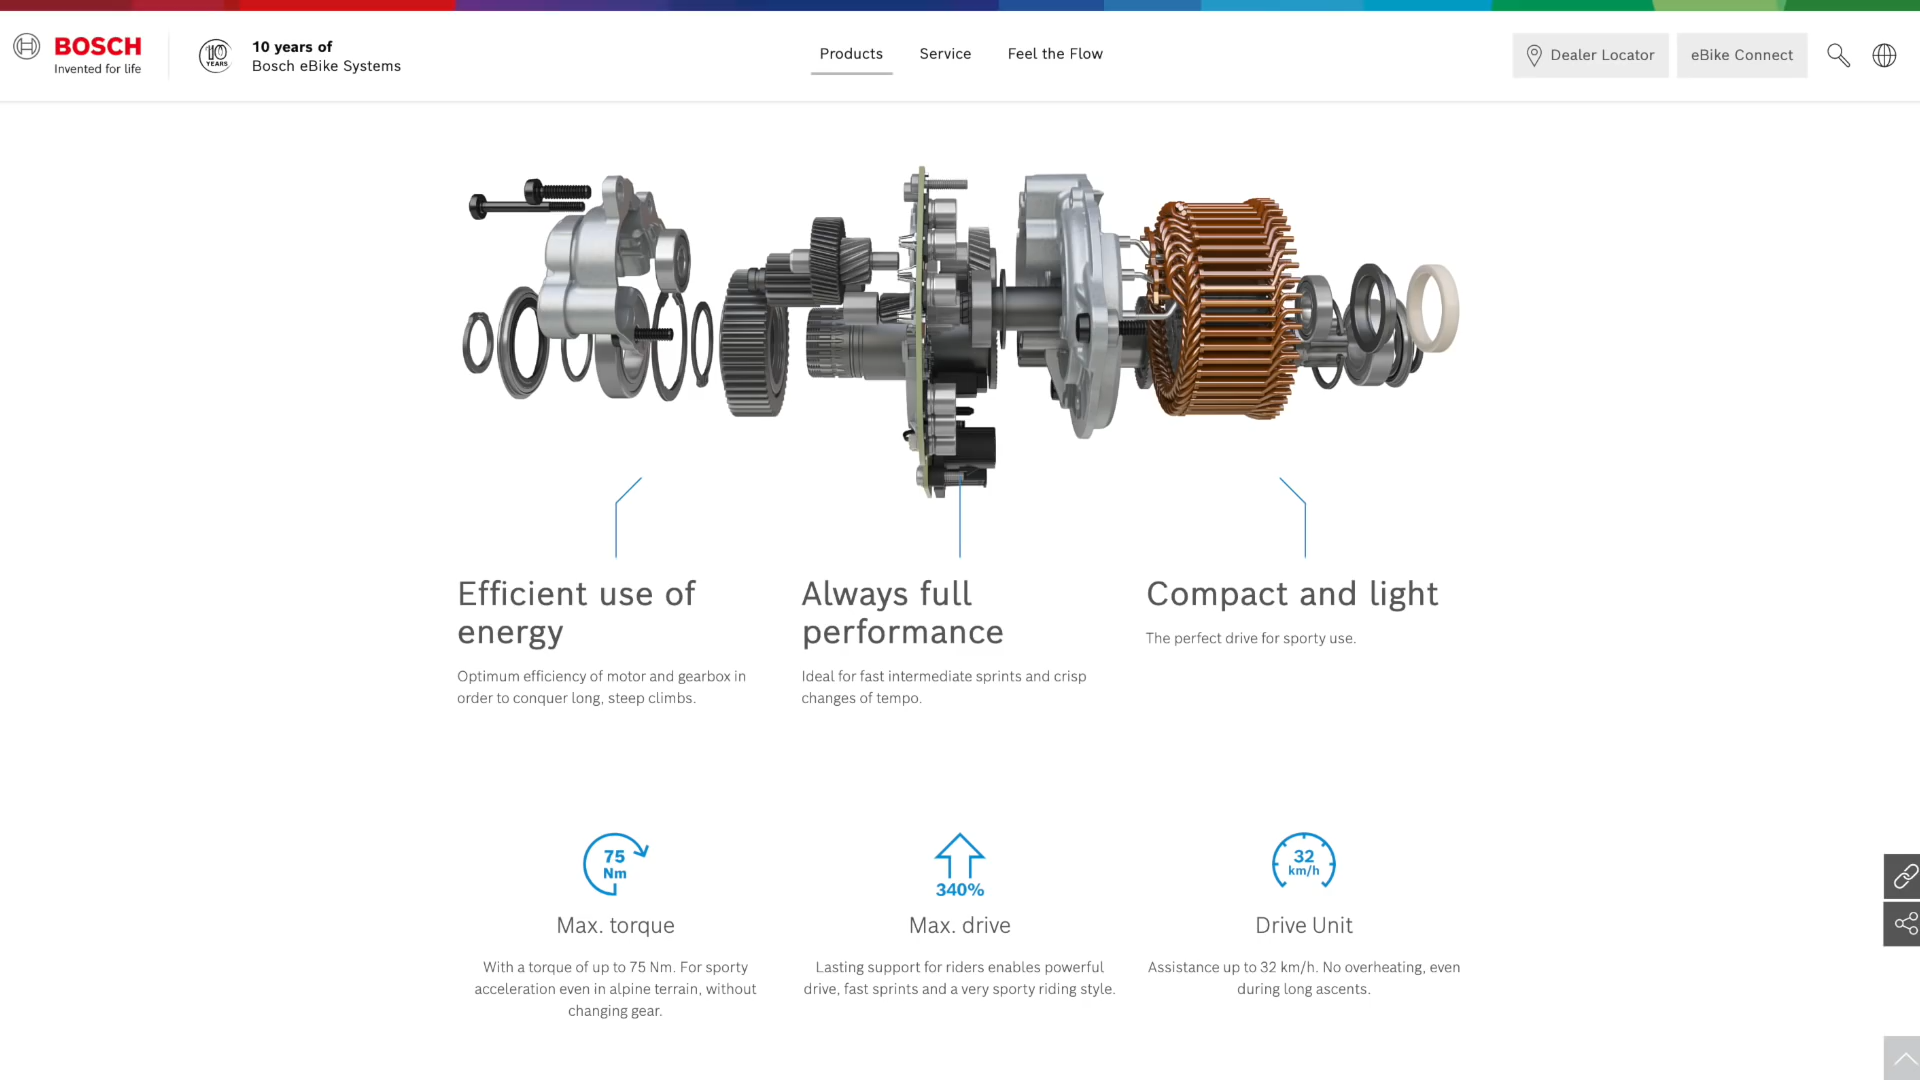 BOSCH
Invented for life
10 YEARS
10 years of
Bosch eBike Systems
Products
Service
Feel the Flow
Dealer Locator
eBike Connect
Efficient use of
energy
Optimum efficiency of motor and gearbox in
order to conquer long, steep climbs.
Always full
performance
Ideal for fast intermediate sprints and crisp
changes of tempo.
Compact and light
The perfect drive for sporty use.
75
Nm
Max. torque
With a torque of up to 75 Nm. For sporty
acceleration even in alpine terrain, without
changing gear.
340%
Max. drive
Lasting support for riders enables powerful
drive, fast sprints and a very sporty riding style.
32
km/h
Drive Unit
Assistance up to 32 km/h. No overheating, even
during long ascents.